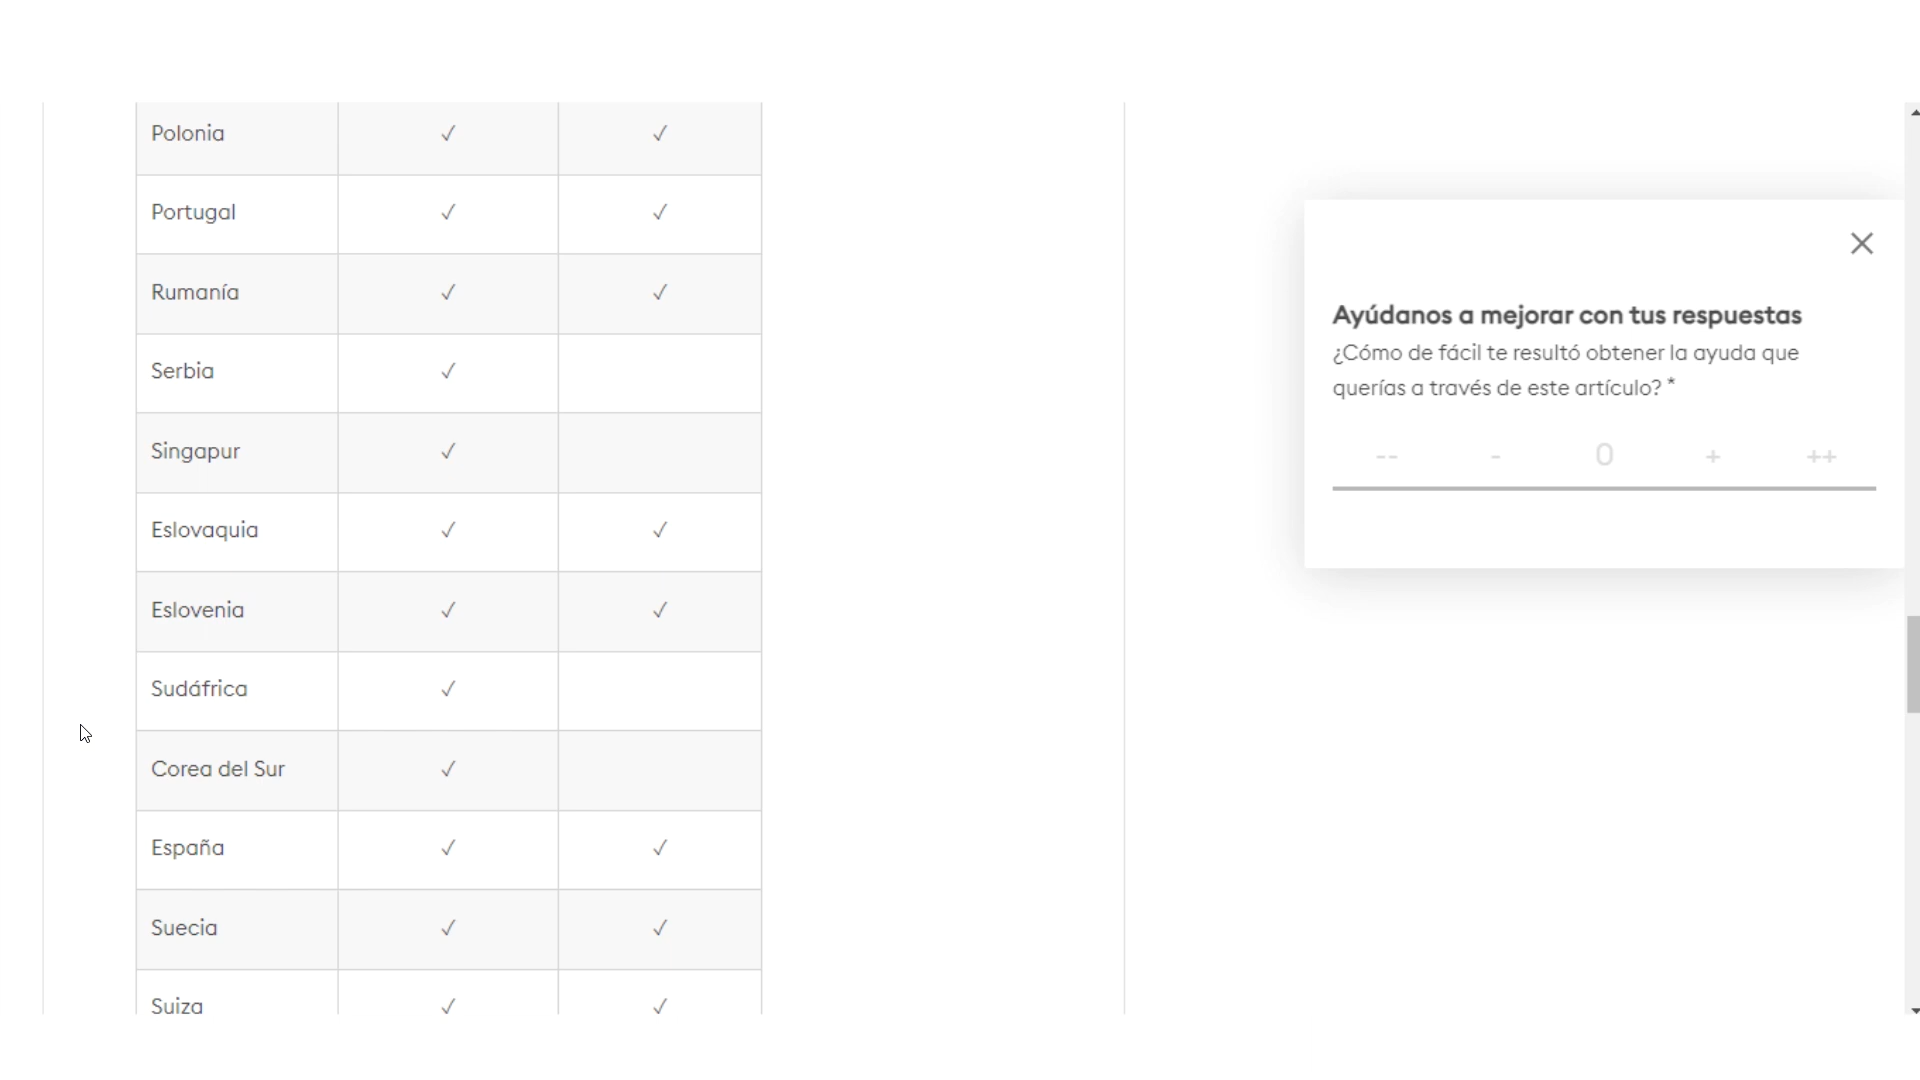 Polonia ✓ ✓
Portugal ✓ ✓
Rumanía ✓ ✓
Serbia ✓
Singapur ✓
Eslovaquia ✓ ✓
Eslovenia ✓ ✓
Sudáfrica ✓
Corea del Sur ✓
España ✓ ✓
Suecia ✓ ✓
Suiza ✓ ✓
Ayúdanos a mejorar con tus respuestas
¿Cómo de fácil te resultó obtener la ayuda que
querías a través de este artículo? *
-- - 0 + ++